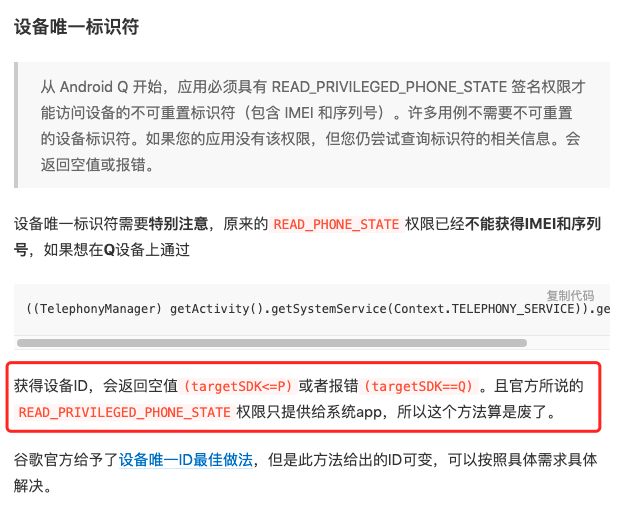 设备唯一标识符
从 Android Q 开始，应用必须具有 READ_PRIVILEGED_PHONE_STATE 签名权限才
能访问设备的不可重置标识符（包含 IMEI 和序列号）。许多用例不需要不可重置
的设备标识符。如果您的应用没有该权限，但您仍尝试查询标识符的相关信息。会
返回空值或报错。
设备唯一标识符需要特别注意，原来的 READ_PHONE_STATE 权限已经不能获得IMEI和序列
号，如果想在Q设备上通过
复制代码
((TelephonyManager) getActivity().getSystemService(Context.TELEPHONY_SERVICE)).ge
获得设备ID，会返回空值 (targetSDK<=P) 或者报错 (targetSDK==Q) 。且官方所说的
READ_PRIVILEGED_PHONE_STATE 权限只提供给系统app，所以这个方法算是废了。
谷歌官方给予了设备唯一ID最佳做法，但是此方法给出的ID可变，可以按照具体需求具体
解决。